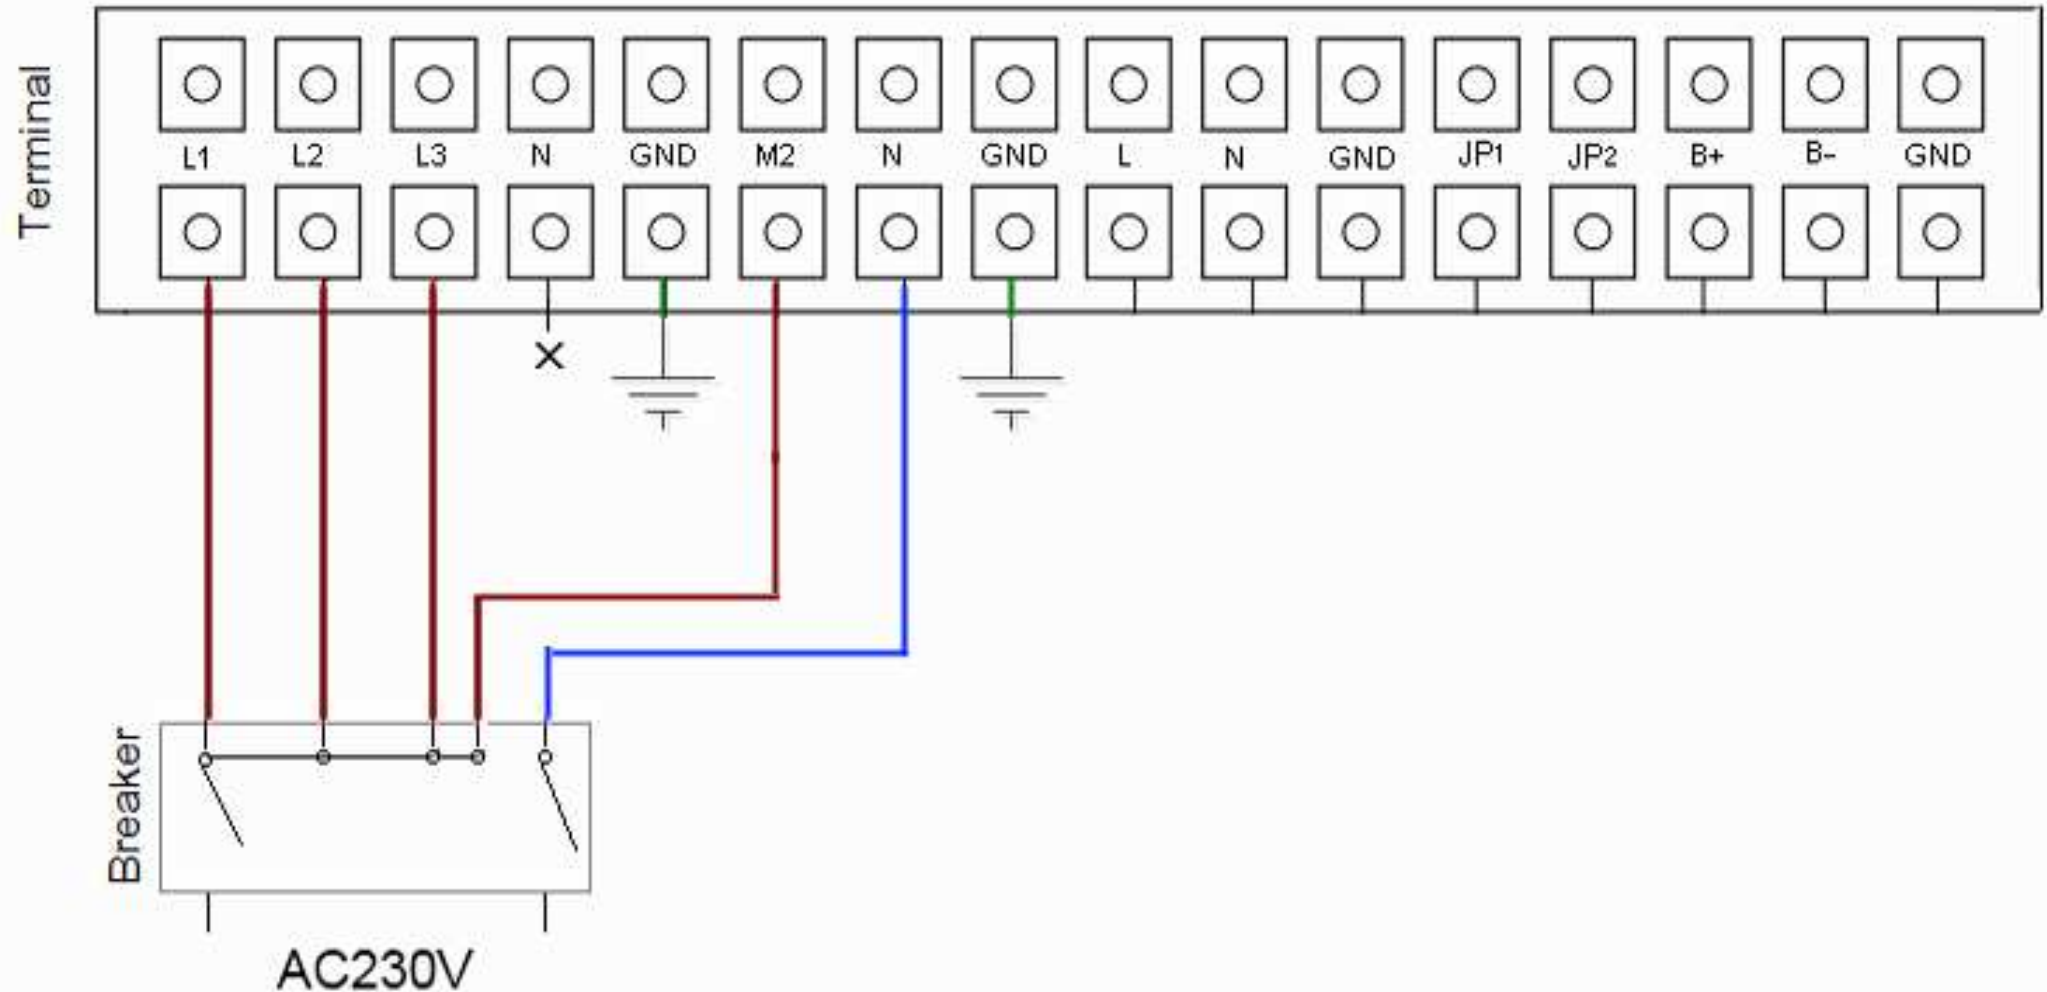 Terminal
L1 L2 L3 N GND M2 N GND L N GND JP1 JP2 B+ B- GND
Breaker
AC230V